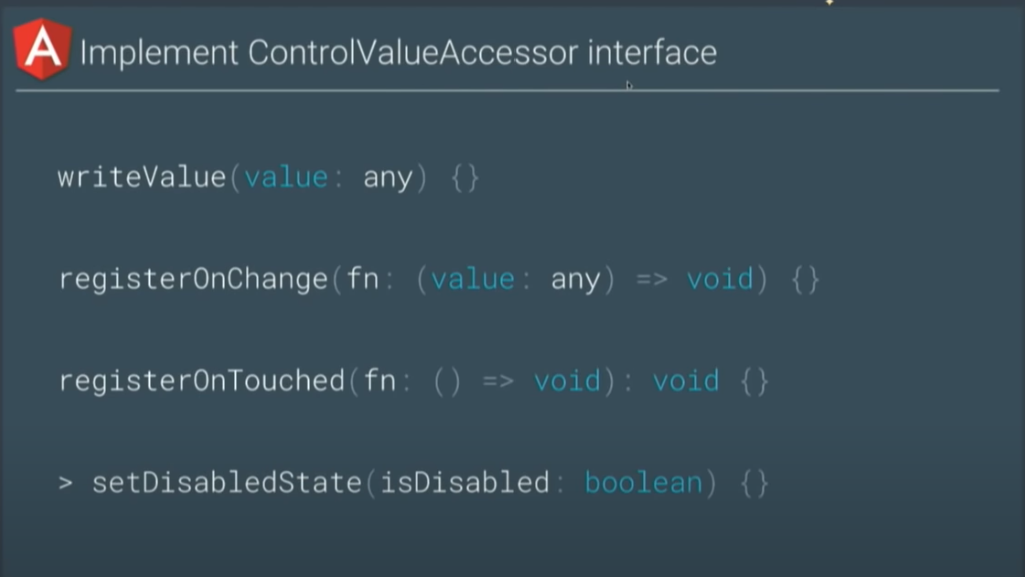 Implement ControlValueAccessor interface
writeValue(value: any) {}
registerOnChange(fn: (value: any) => void) {}
registerOnTouched(fn: () => void): void {}
> setDisabledState(isDisabled: boolean) {}